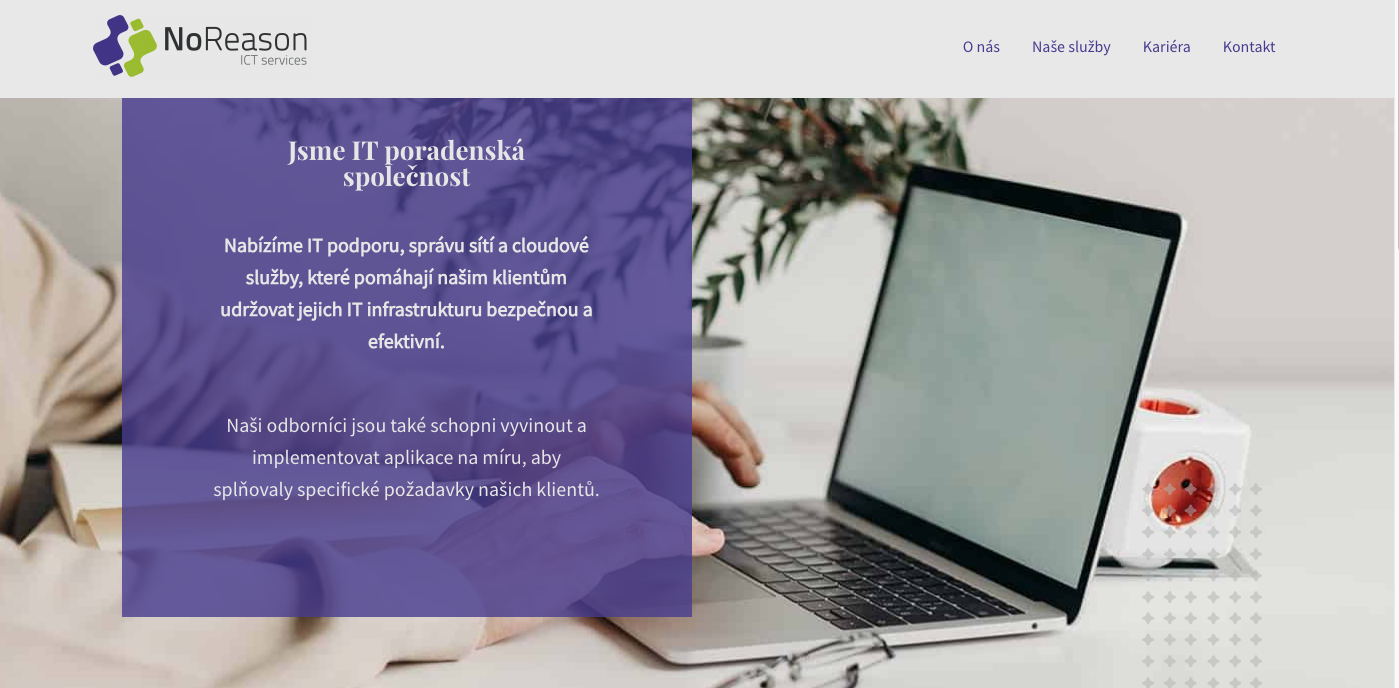 NoReason
ICT services
O nás Naše služby Kariéra Kontakt
Jsme IT poradenská
společnost
Nabízíme IT podporu, správu sítí a cloudové
služby, které pomáhají našim klientům
udržovat jejich IT infrastrukturu bezpečnou a
efektivní.
Naši odborníci jsou také schopni vyvinout a
implementovat aplikace na míru, aby
splňovaly specifické požadavky našich klientů.